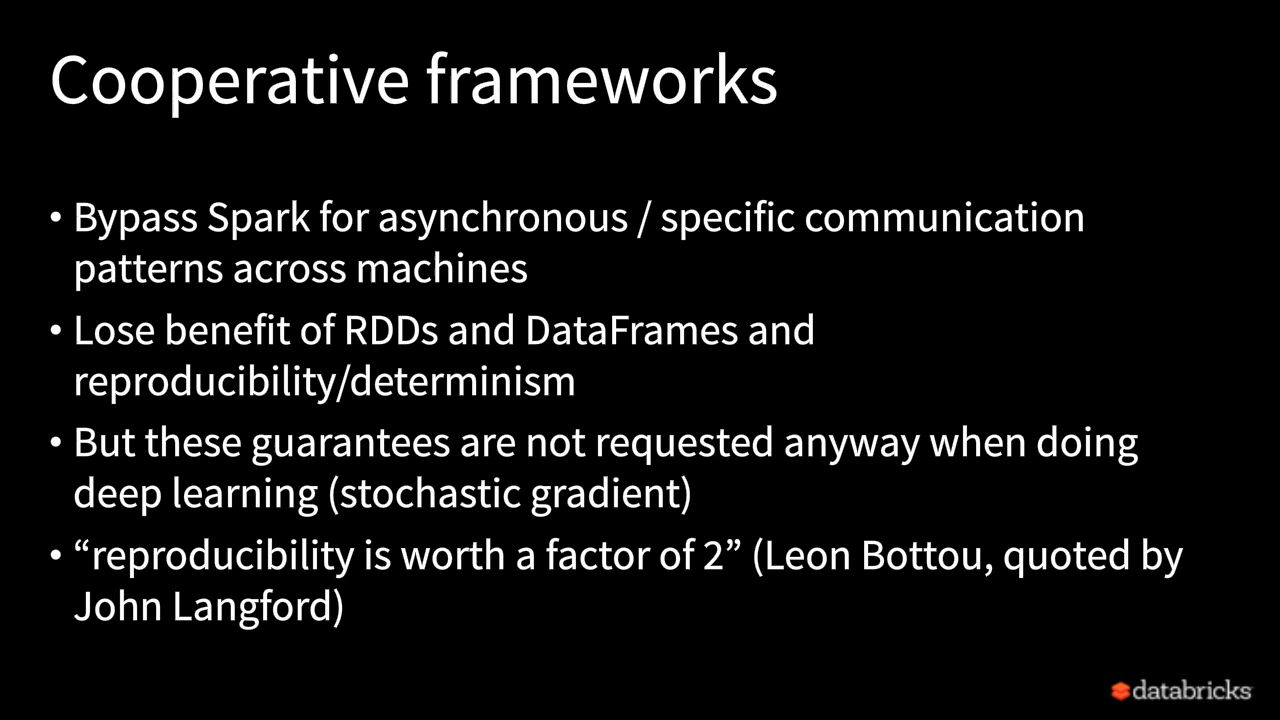 Cooperative frameworks
• Bypass Spark for asynchronous / specific communication
patterns across machines
• Lose benefit of RDDs and DataFrames and
reproducibility/determinism
• But these guarantees are not requested anyway when doing
deep learning (stochastic gradient)
• “reproducibility is worth a factor of 2” (Leon Bottou, quoted by
John Langford)
databricks